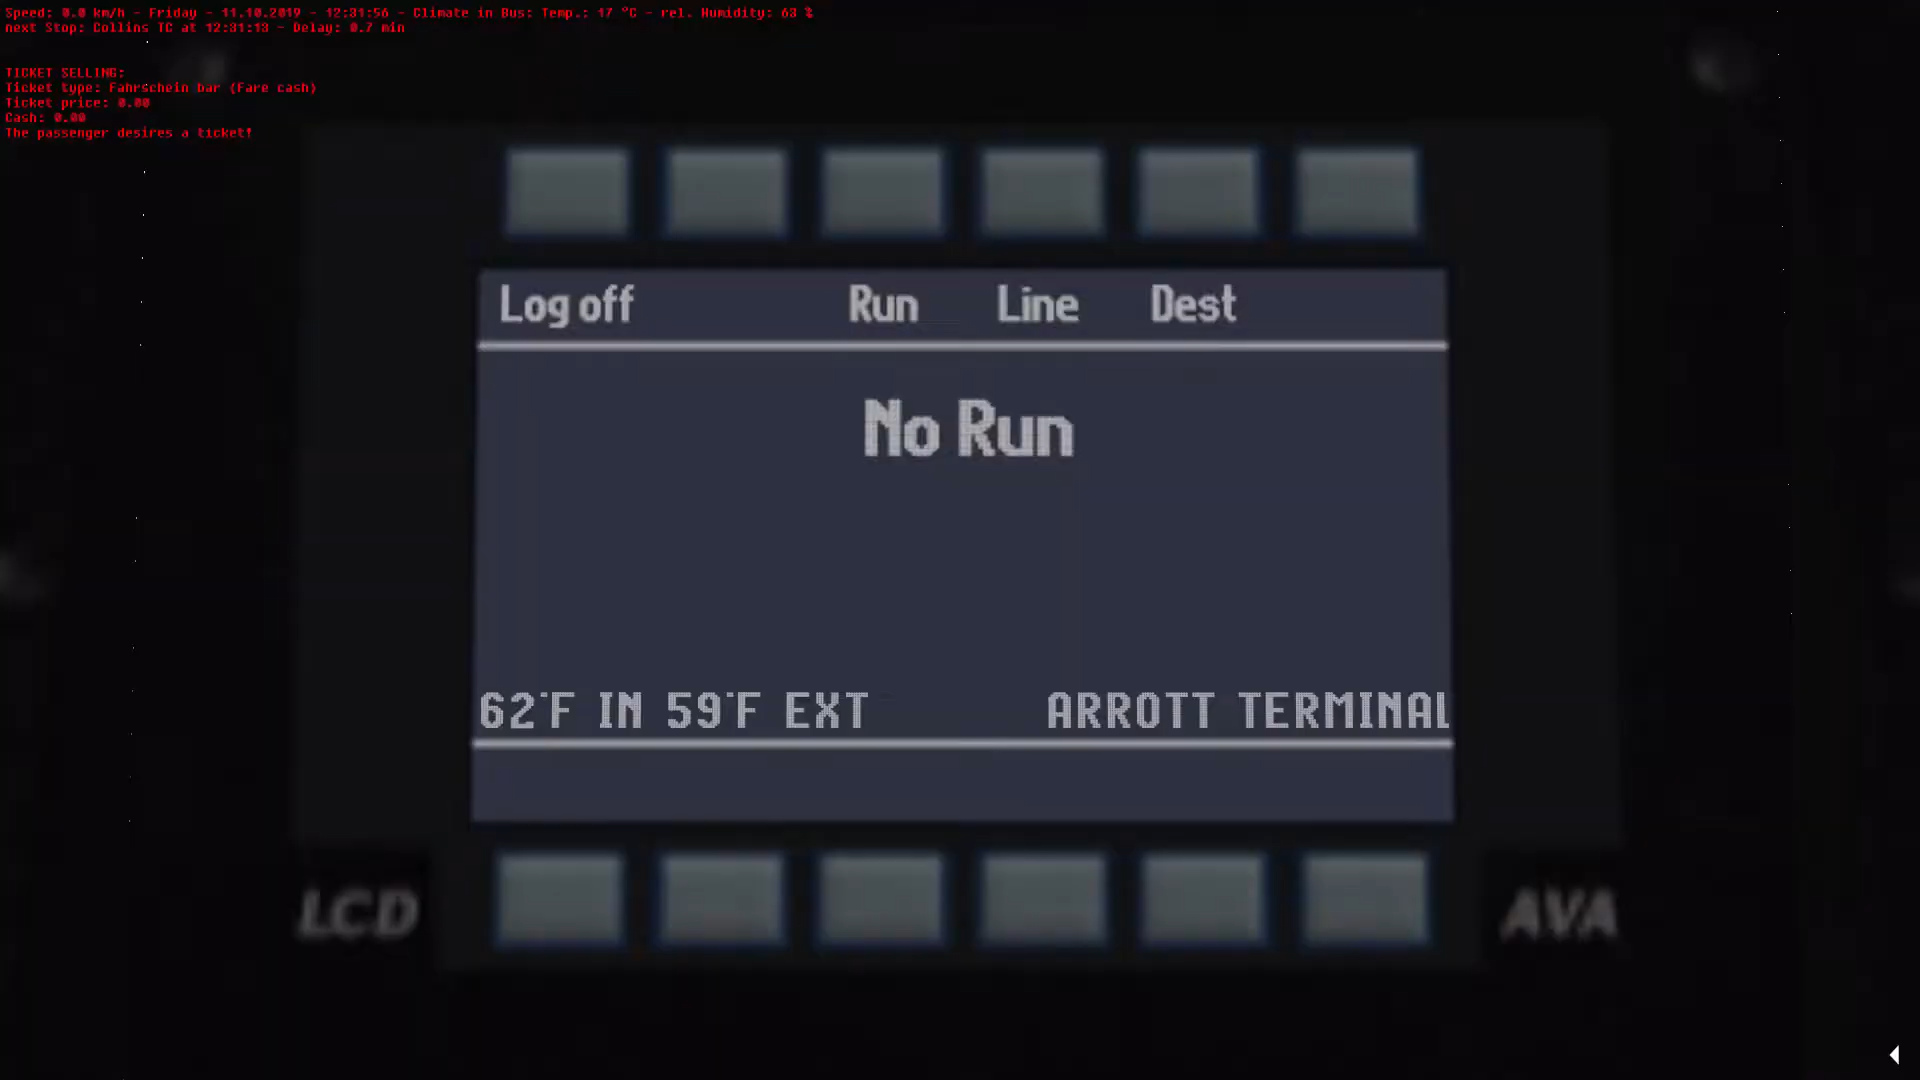 Speed: 0.0 km/h - Friday - 11.10.2019 - 12:31:56 - Climate in Bus: Temp.: 17 °C - rel. Humidity: 63 %
next Stop: Collins TC at 12:31:13 - Delay: 0.7 min
TICKET SELLING:
Ticket type: Fahrschein bar (Fare cash)
Ticket price: 0.00
Cash: 0.00
The passenger desires a ticket!
Log off Run Line Dest
No Run
62°F IN 59°F EXT ARROTT TERMINAL
LCD AVA